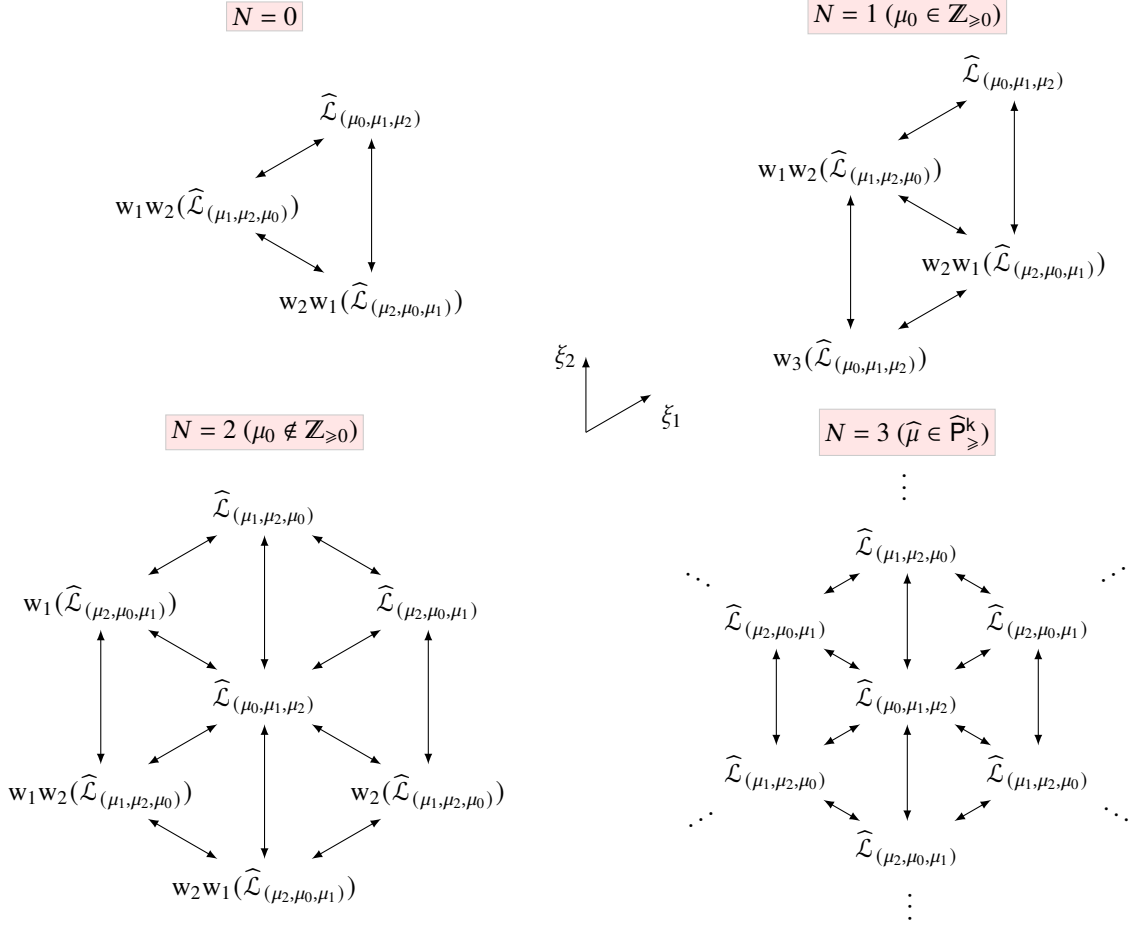 N = 0
N = 1 (μ₀ ∈ ℤ⩾₀)
ℒ̂(μ₀,μ₁,μ₂)
w₁w₂(ℒ̂(μ₁,μ₂,μ₀))
w₂w₁(ℒ̂(μ₂,μ₀,μ₁))
ℒ̂(μ₀,μ₁,μ₂)
w₁w₂(ℒ̂(μ₁,μ₂,μ₀))
w₂w₁(ℒ̂(μ₂,μ₀,μ₁))
w₃(ℒ̂(μ₀,μ₁,μ₂))
ξ₂
ξ₁
N = 2 (μ₀ ∉ ℤ⩾₀)
ℒ̂(μ₁,μ₂,μ₀)
w₁(ℒ̂(μ₂,μ₀,μ₁)) ℒ̂(μ₂,μ₀,μ₁)
ℒ̂(μ₀,μ₁,μ₂)
w₁w₂(ℒ̂(μ₁,μ₂,μ₀)) w₂(ℒ̂(μ₁,μ₂,μ₀))
w₂w₁(ℒ̂(μ₂,μ₀,μ₁))
N = 3 (μ̂ ∈ P̂⩾ᵏ)
⋮
ℒ̂(μ₁,μ₂,μ₀)
ℒ̂(μ₂,μ₀,μ₁) ℒ̂(μ₂,μ₀,μ₁)
ℒ̂(μ₀,μ₁,μ₂)
ℒ̂(μ₁,μ₂,μ₀) ℒ̂(μ₁,μ₂,μ₀)
ℒ̂(μ₂,μ₀,μ₁)
⋮